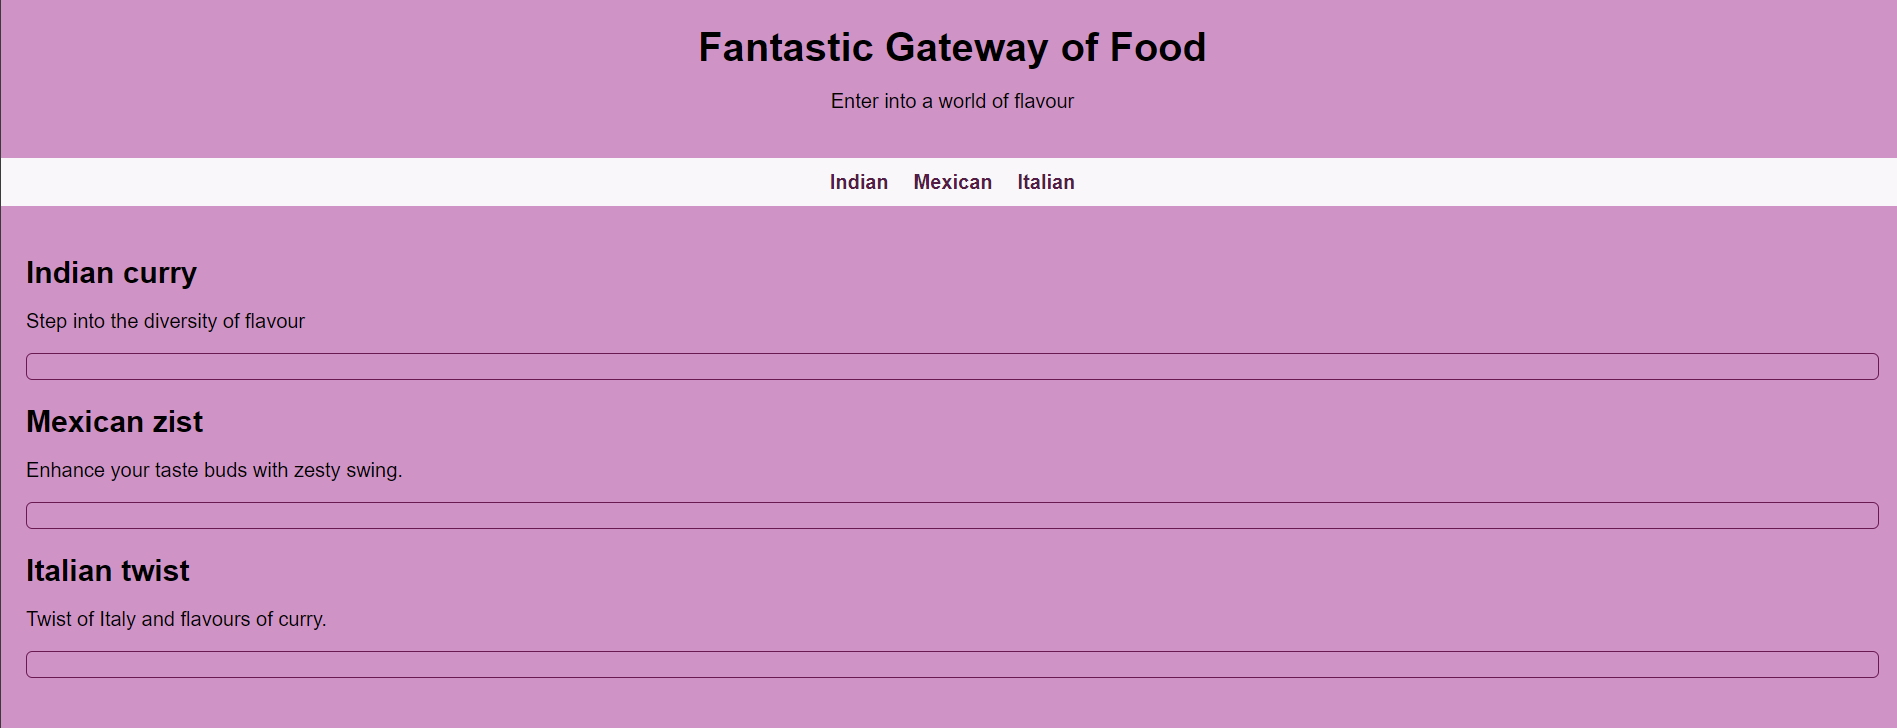 Fantastic Gateway of Food
Enter into a world of flavour
Indian Mexican Italian
Indian curry
Step into the diversity of flavour
Mexican zist
Enhance your taste buds with zesty swing.
Italian twist
Twist of Italy and flavours of curry.